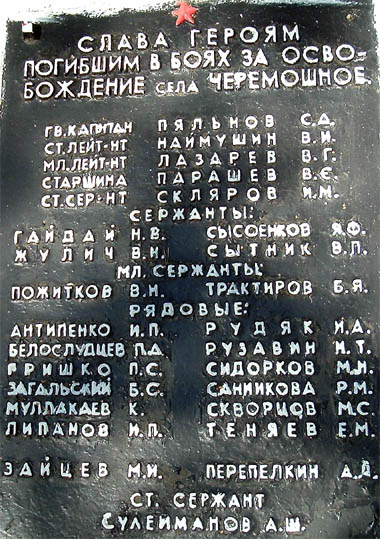 СЛАВА ГЕРОЯМ
ПОГИБШИМ В БОЯХ ЗА ОСВО-
БОЖДЕНИЕ СЕЛА ЧЕРЕМОШНОЕ.
ГВ. КАПИТАН ПЯЛЬНОВ С.А.
СТ. ЛЕЙТ-НТ НАЙМУШИН В.И.
МЛ. ЛЕЙТ-НТ ЛАЗАРЕВ В.Г.
СТАРШИНА ПАРАШЕВ В.Є.
СТ. СЕР-НТ СКЛЯРОВ И.М.
СЕРЖАНТЫ:
ГАЙДАЙ Н.В. СЫСОЕНКОВ Я.Ф.
ЖУЛИЧ В.Н. СЫТНИК В.П.
МЛ. СЕРЖАНТЫ:
ПОЖИТКОВ В.И. ТРАКТИРОВ Б.Я.
РЯДОВЫЕ:
АНТИПЕНКО И.П. РУДЯК И.А.
БЕЛОСЛУДЦЕВ П.А. РУЗАВИН И.Т.
ГРИШКО П.С. СИДОРКОВ М.Н.
ЗАГАЛЬСКИЙ Б.С. САННИКОВА Р.М.
МУЛЛАКАЕВ К. СКВОРЦОВ М.С.
ЛИПАНОВ И.П. ТЕНЯЕВ Е.М.
ЗАЙЦЕВ М.И. ПЕРЕПЕЛКИН А.Д.
СТ. СЕРЖАНТ
СУЛЕЙМАНОВ А.Ш.